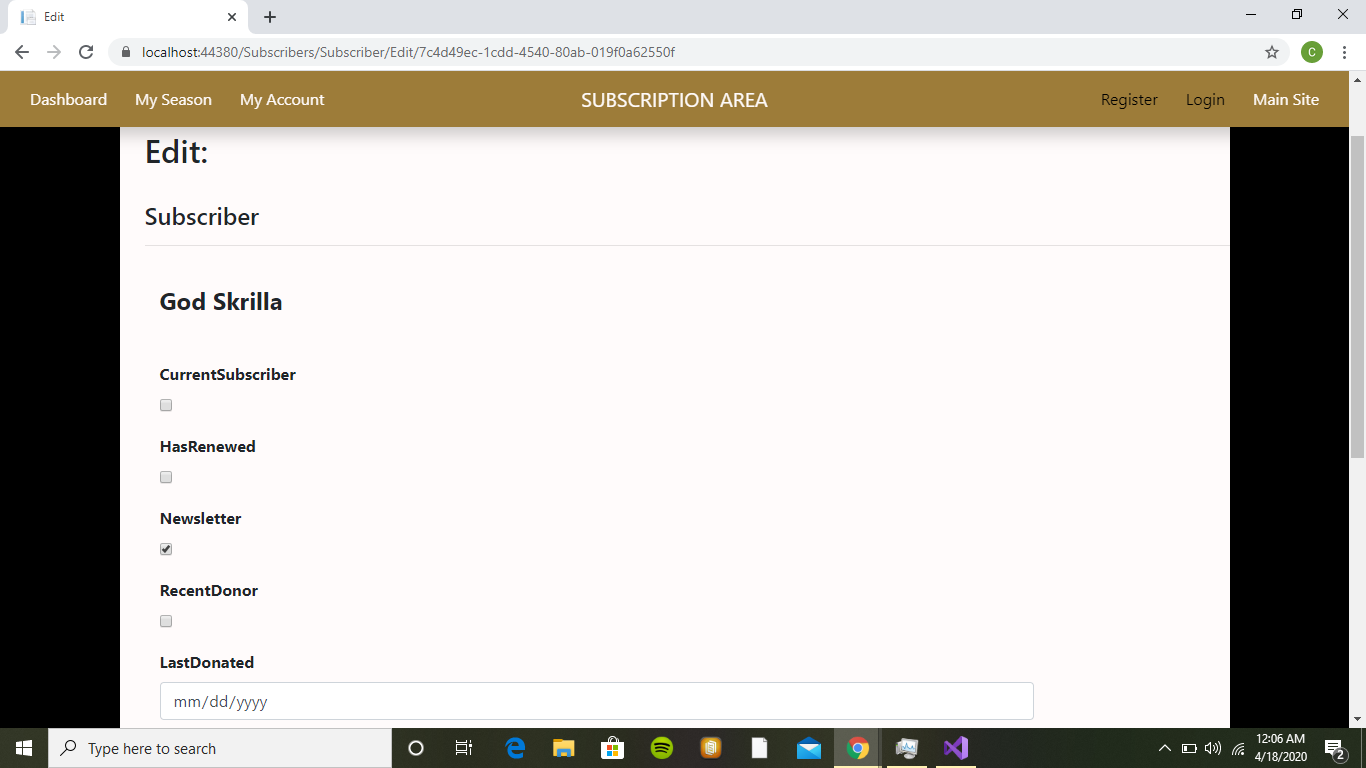 Edit
localhost:44380/Subscribers/Subscriber/Edit/7c4d49ec-1cdd-4540-80ab-019f0a62550f
C
Dashboard My Season My Account SUBSCRIPTION AREA Register Login Main Site
Edit:
Subscriber
God Skrilla
CurrentSubscriber
HasRenewed
Newsletter
RecentDonor
LastDonated
mm/dd/yyyy
Type here to search
12:06 AM
4/18/2020
2